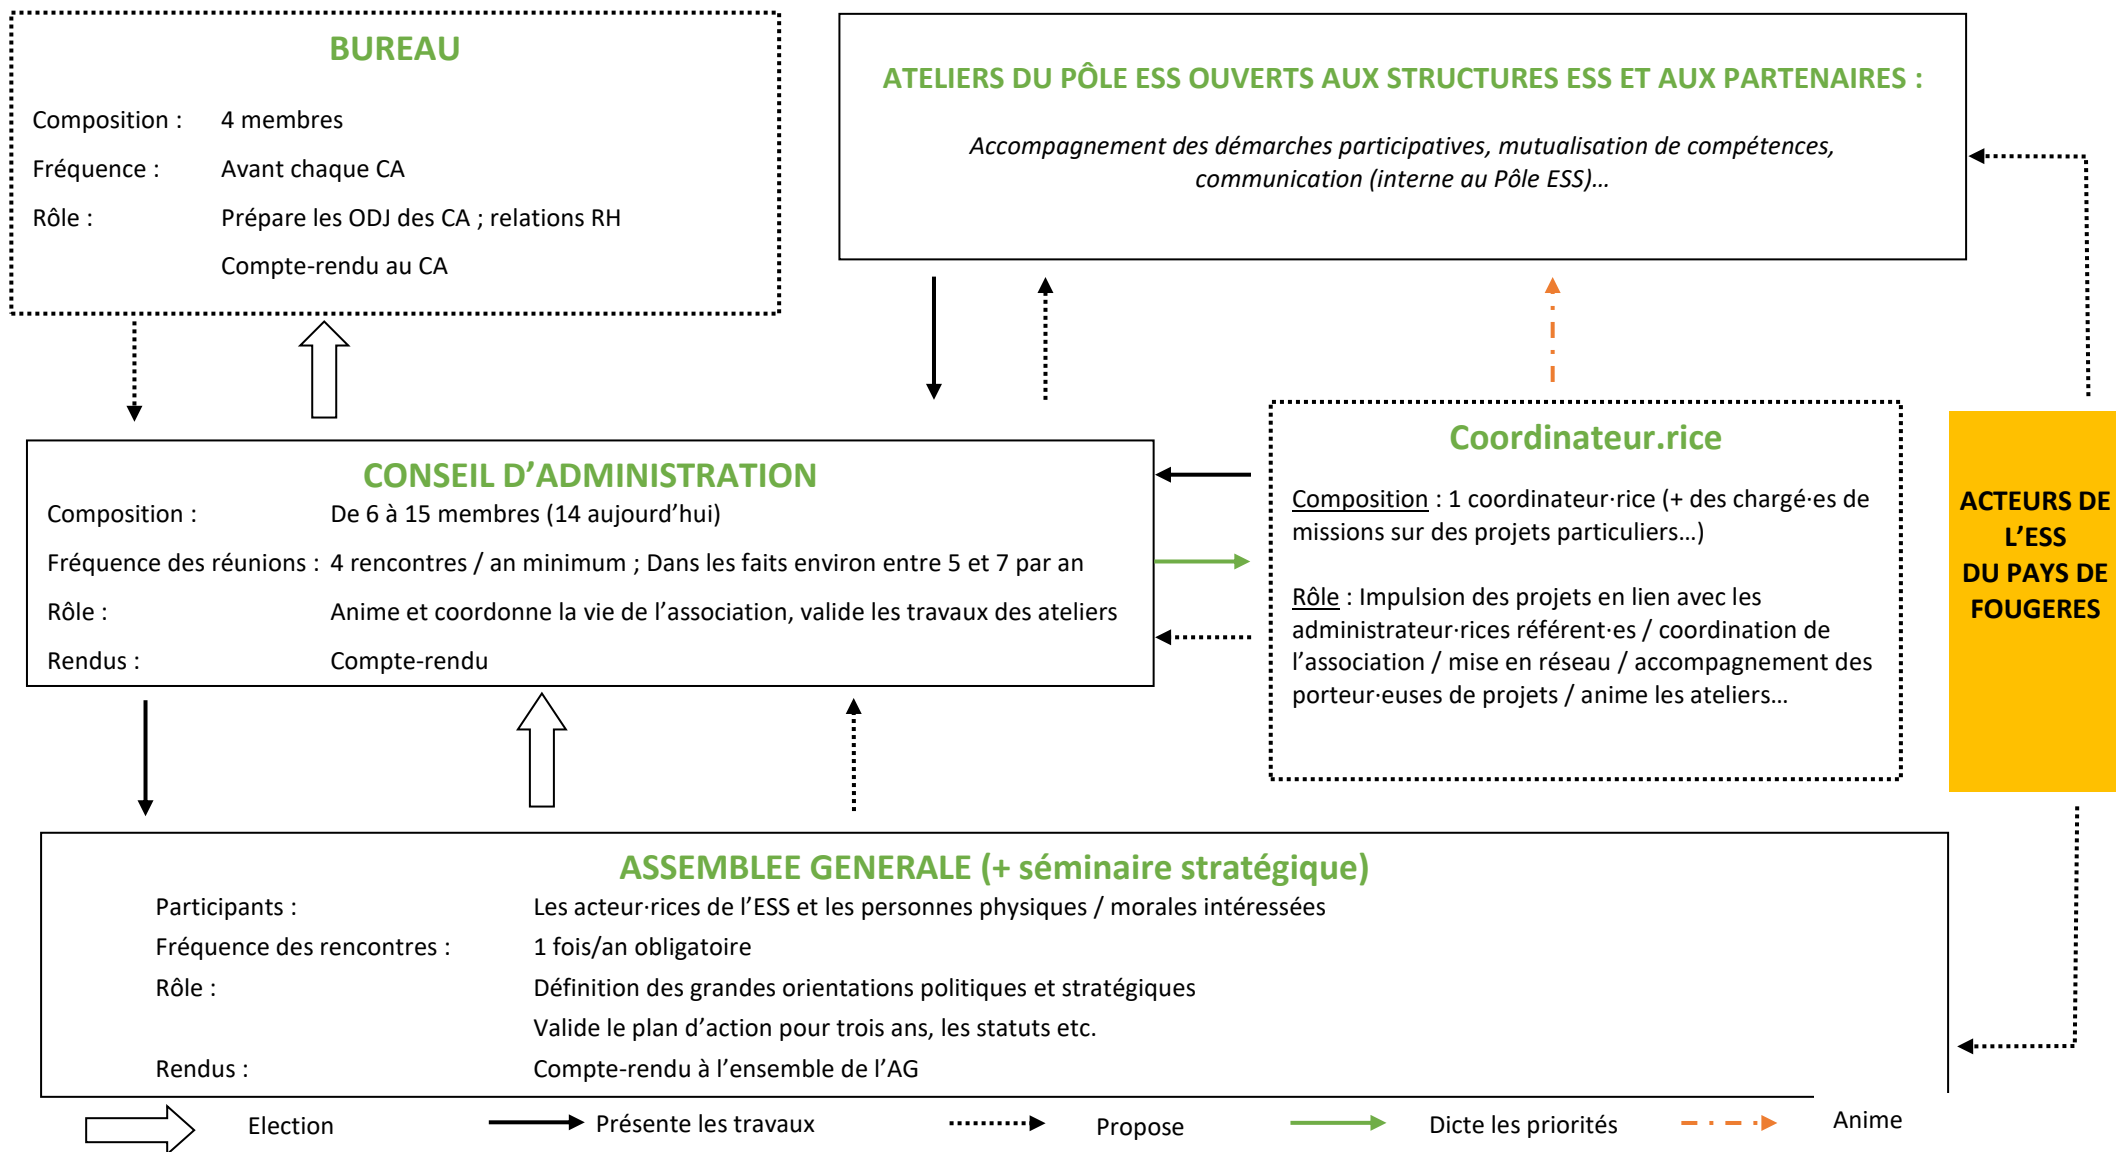 BUREAU
Composition : 4 membres
Fréquence : Avant chaque CA
Rôle : Prépare les ODJ des CA ; relations RH
Compte-rendu au CA
ATELIERS DU PÔLE ESS OUVERTS AUX STRUCTURES ESS ET AUX PARTENAIRES :
Accompagnement des démarches participatives, mutualisation de compétences,
communication (interne au Pôle ESS)…
CONSEIL D’ADMINISTRATION
Composition : De 6 à 15 membres (14 aujourd’hui)
Fréquence des réunions : 4 rencontres / an minimum ; Dans les faits environ entre 5 et 7 par an
Rôle : Anime et coordonne la vie de l’association, valide les travaux des ateliers
Rendus : Compte-rendu
Coordinateur.rice
Composition : 1 coordinateur·rice (+ des chargé·es de
missions sur des projets particuliers…)
Rôle : Impulsion des projets en lien avec les
administrateur·rices référent·es / coordination de
l’association / mise en réseau / accompagnement des
porteur·euses de projets / anime les ateliers…
ACTEURS DE
L’ESS
DU PAYS DE
FOUGERES
ASSEMBLEE GENERALE (+ séminaire stratégique)
Participants : Les acteur·rices de l’ESS et les personnes physiques / morales intéressées
Fréquence des rencontres : 1 fois/an obligatoire
Rôle : Définition des grandes orientations politiques et stratégiques
Valide le plan d’action pour trois ans, les statuts etc.
Rendus : Compte-rendu à l’ensemble de l’AG
Election
Présente les travaux
Propose
Dicte les priorités
Anime